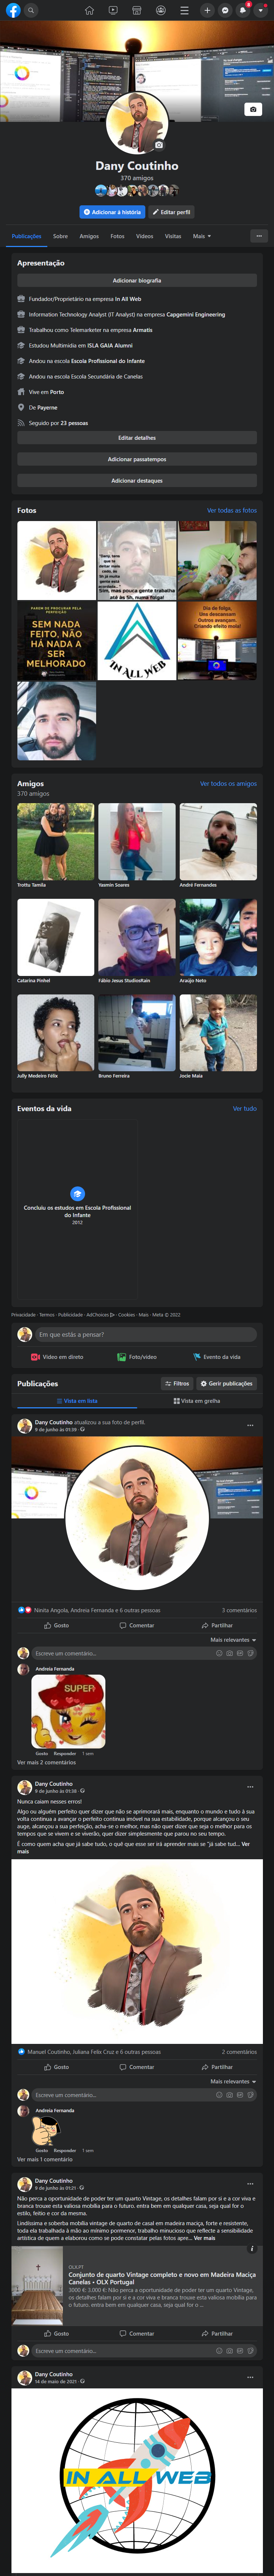 8
Dany Coutinho
370 amigos
Adicionar à história
Editar perfil
Publicações
Sobre
Amigos
Fotos
Vídeos
Visitas
Mais
Apresentação
Adicionar biografia
Fundador/Proprietário na empresa In All Web
Information Technology Analyst (IT Analyst) na empresa Capgemini Engineering
Trabalhou como Telemarketer na empresa Armatis
Estudou Multimídia em ISLA GAIA Alumni
Andou na escola Escola Profissional do Infante
Andou na escola Escola Secundária de Canelas
Vive em Porto
De Payerne
Seguido por 23 pessoas
Editar detalhes
Adicionar passatempos
Adicionar destaques
Fotos
Ver todas as fotos
Sim, mas pouca gente trabalha
até às 5h, numa folga!
PAREM DE PROCURAR PELA
PERFEIÇÃO
SEM NADA
FEITO, NÃO
HÁ NADA A
SER
MELHORADO
IN ALL WEB
Dia de folga,
Uns descansam
Outros avançam.
Criando efeito mola!
Amigos
Ver todos os amigos
370 amigos
Trottu Tamila
Yasmin Soares
André Fernandes
Catarina Pinhel
Fábio Jesus StudiosRain
Araújo Neto
Jully Medeiro Félix
Bruno Ferreira
Jocie Maia
Eventos da vida
Ver tudo
Concluiu os estudos em Escola Profissional
do Infante
2012
Privacidade · Termos · Publicidade · AdChoices · Cookies · Mais · Meta © 2022
Em que estás a pensar?
Vídeo em direto
Foto/vídeo
Evento da vida
Publicações
Filtros
Gerir publicações
Vista em lista
Vista em grelha
Dany Coutinho atualizou a sua foto de perfil.
9 de junho às 01:39
Ninita Angola, Andreia Fernanda e 6 outras pessoas
3 comentários
Gosto
Comentar
Partilhar
Mais relevantes
Escreve um comentário...
Andreia Fernanda
SUPER
Gosto Responder 1 sem
Ver mais 2 comentários
Dany Coutinho
9 de junho às 01:38
Nunca caiam nesses erros!
Algo ou alguém perfeito quer dizer que não se aprimorará mais, enquanto o mundo e tudo á sua
volta continua a avançar o perfeito continua imóvel na sua estabilidade, porque alcançou o seu
auge, alcançou a sua perfeição, acha-se o melhor, mas não quer dizer que seja o melhor para os
tempos que se vivem e se viverão, quer dizer simplesmente que parou no seu tempo.
É como quem acha que já sabe tudo, o quê que esse ser irá aprender mais se "já sabe tud... Ver
mais
Manuel Coutinho, Juliana Felix Cruz e 6 outras pessoas
2 comentários
Gosto
Comentar
Partilhar
Mais relevantes
Escreve um comentário...
Andreia Fernanda
Gosto Responder 1 sem
Ver mais 1 comentário
Dany Coutinho
9 de junho às 01:21
Não perca a oportunidade de poder ter um quarto Vintage, os detalhes falam por si e a cor viva e
branca trouxe esta valiosa mobília para o futuro. entra bem em qualquer casa, seja qual for o
estilo, feitio e cor da mesma.
Lindíssima e soberba mobília vintage de quarto de casal em madeira maciça, forte e resistente,
toda ela trabalhada á mão ao mínimo pormenor, trabalho minucioso que reflecte a sensibilidade
artística de quem a elaborou como se pode constatar pelas fotos apre... Ver mais
OLX.PT
Conjunto de quarto Vintage completo e novo em Madeira Maciça
Canelas • OLX Portugal
3000 €: 3.000 €: Não perca a oportunidade de poder ter um quarto Vintage,
os detalhes falam por si e a cor viva e branca trouxe esta valiosa mobília para
o futuro. entra bem em qualquer casa, seja qual for o ...
Gosto
Comentar
Partilhar
Escreve um comentário...
Dany Coutinho
14 de maio de 2021
IN ALL WEB